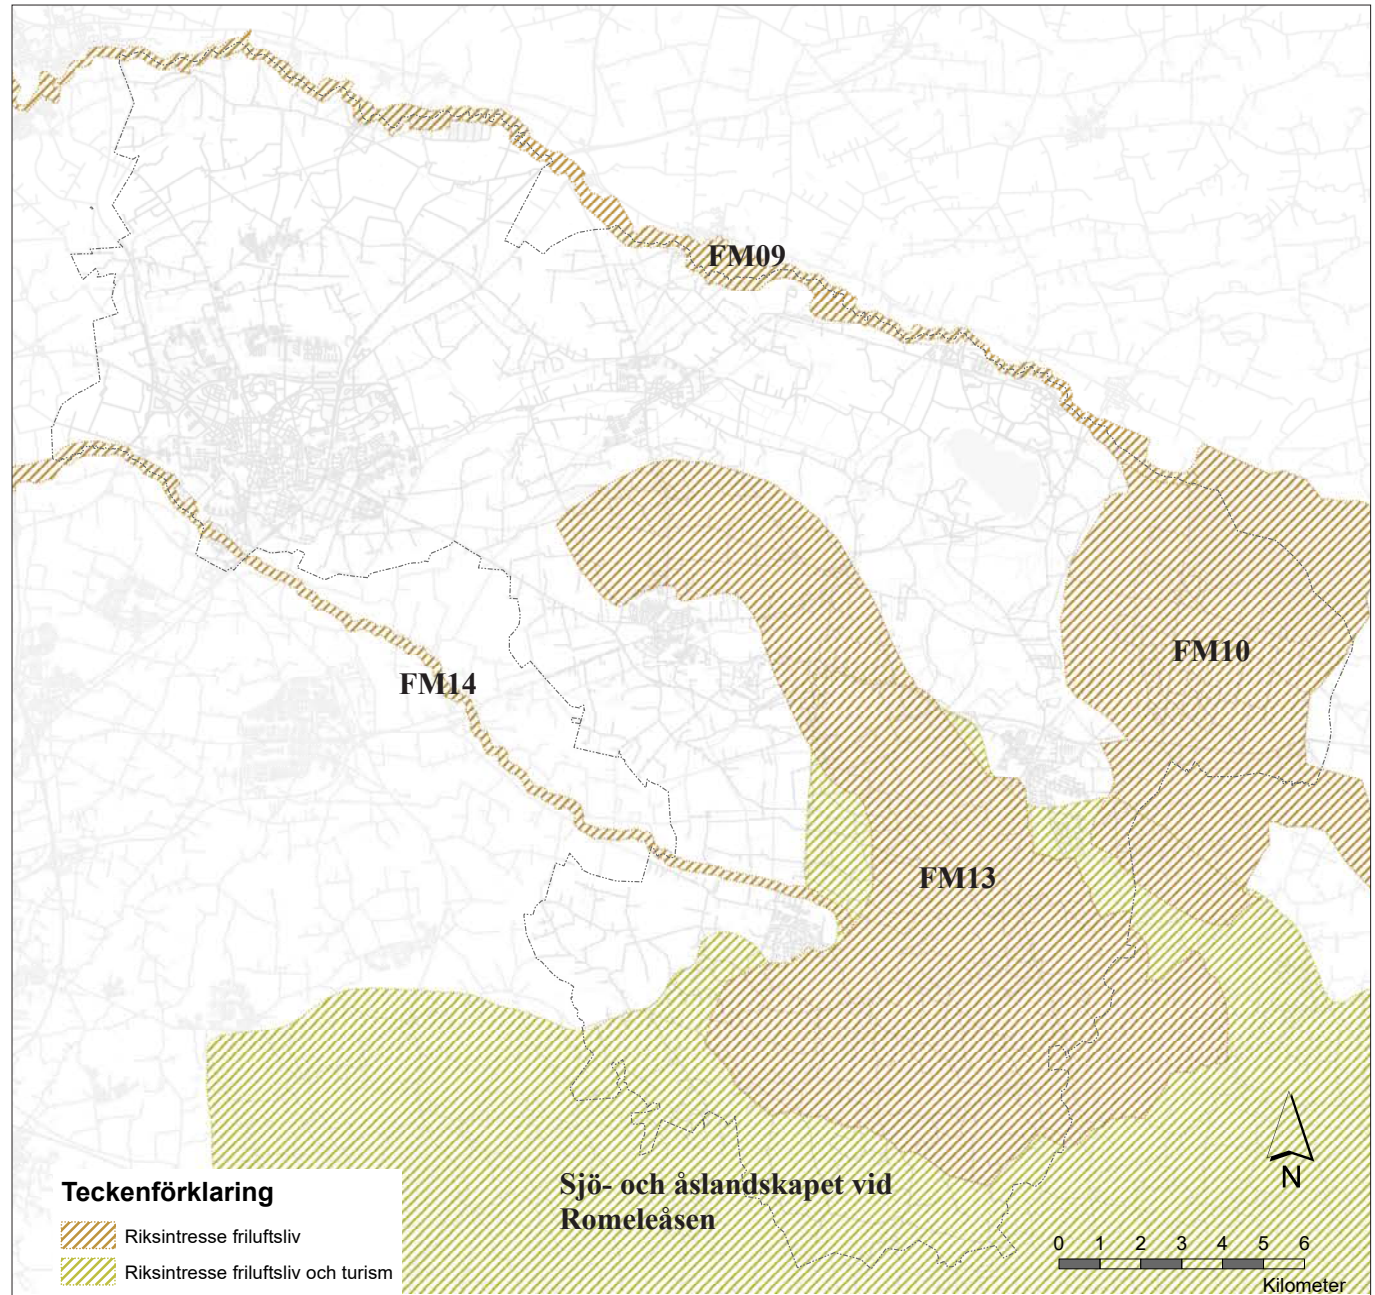 FM09
FM10
FM14
FM13
Sjö- och åslandskapet vid
Romeleåsen
N
Teckenförklaring
Riksintresse friluftsliv
Riksintresse friluftsliv och turism
0 1 2 3 4 5 6
Kilometer